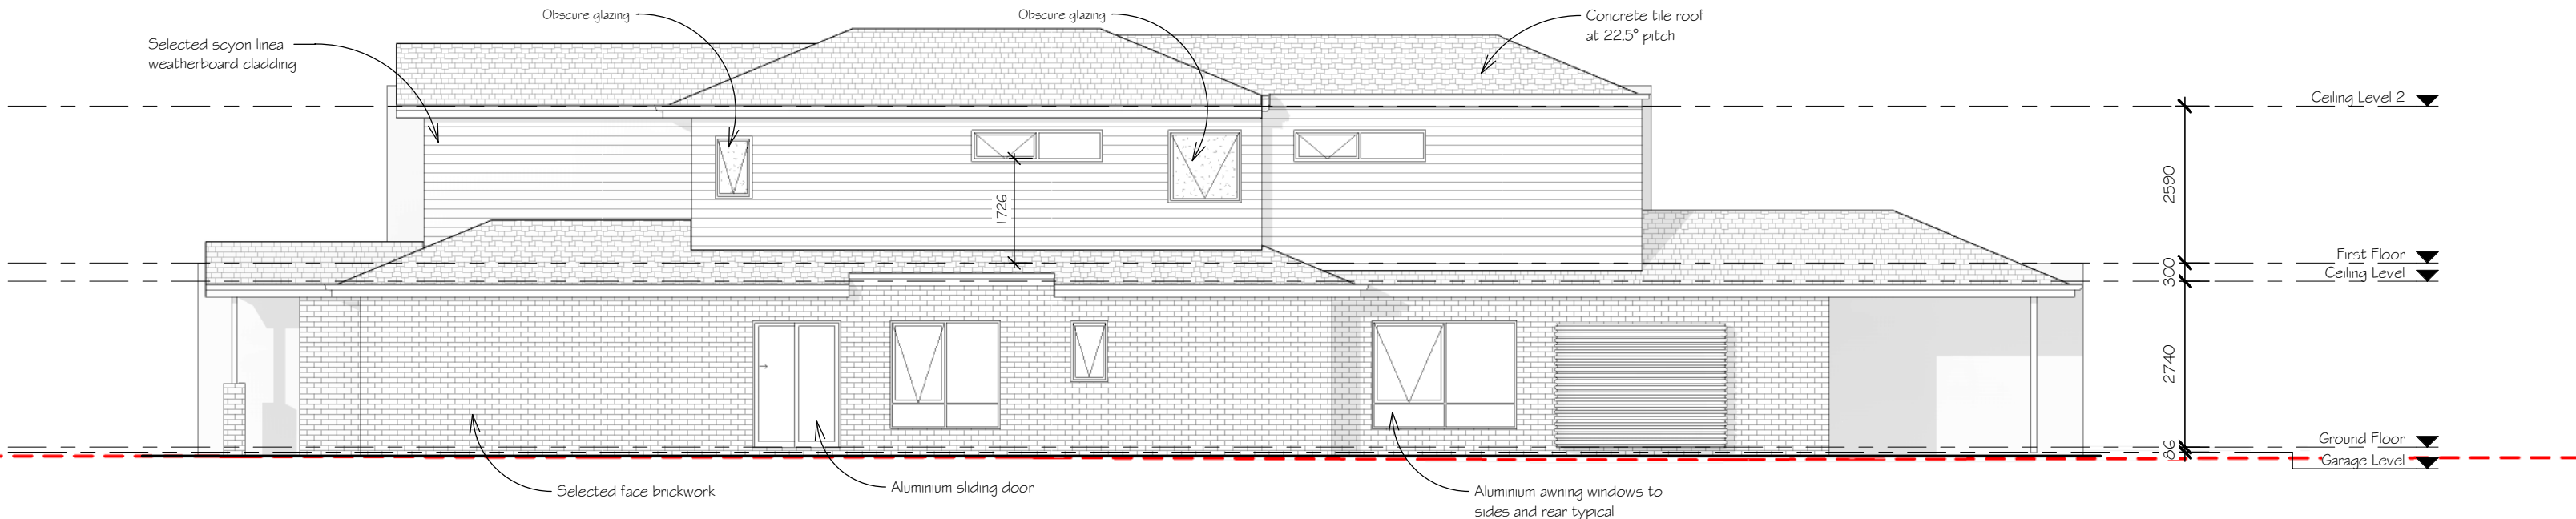 Obscure glazing
Obscure glazing
Concrete tile roof
at 22.5° pitch
Selected scyon linea
weatherboard cladding
Ceiling Level 2
2590
1726
First Floor
300
Ceiling Level
2740
Ground Floor
86
Garage Level
Selected face brickwork
Aluminium sliding door
Aluminium awning windows to
sides and rear typical